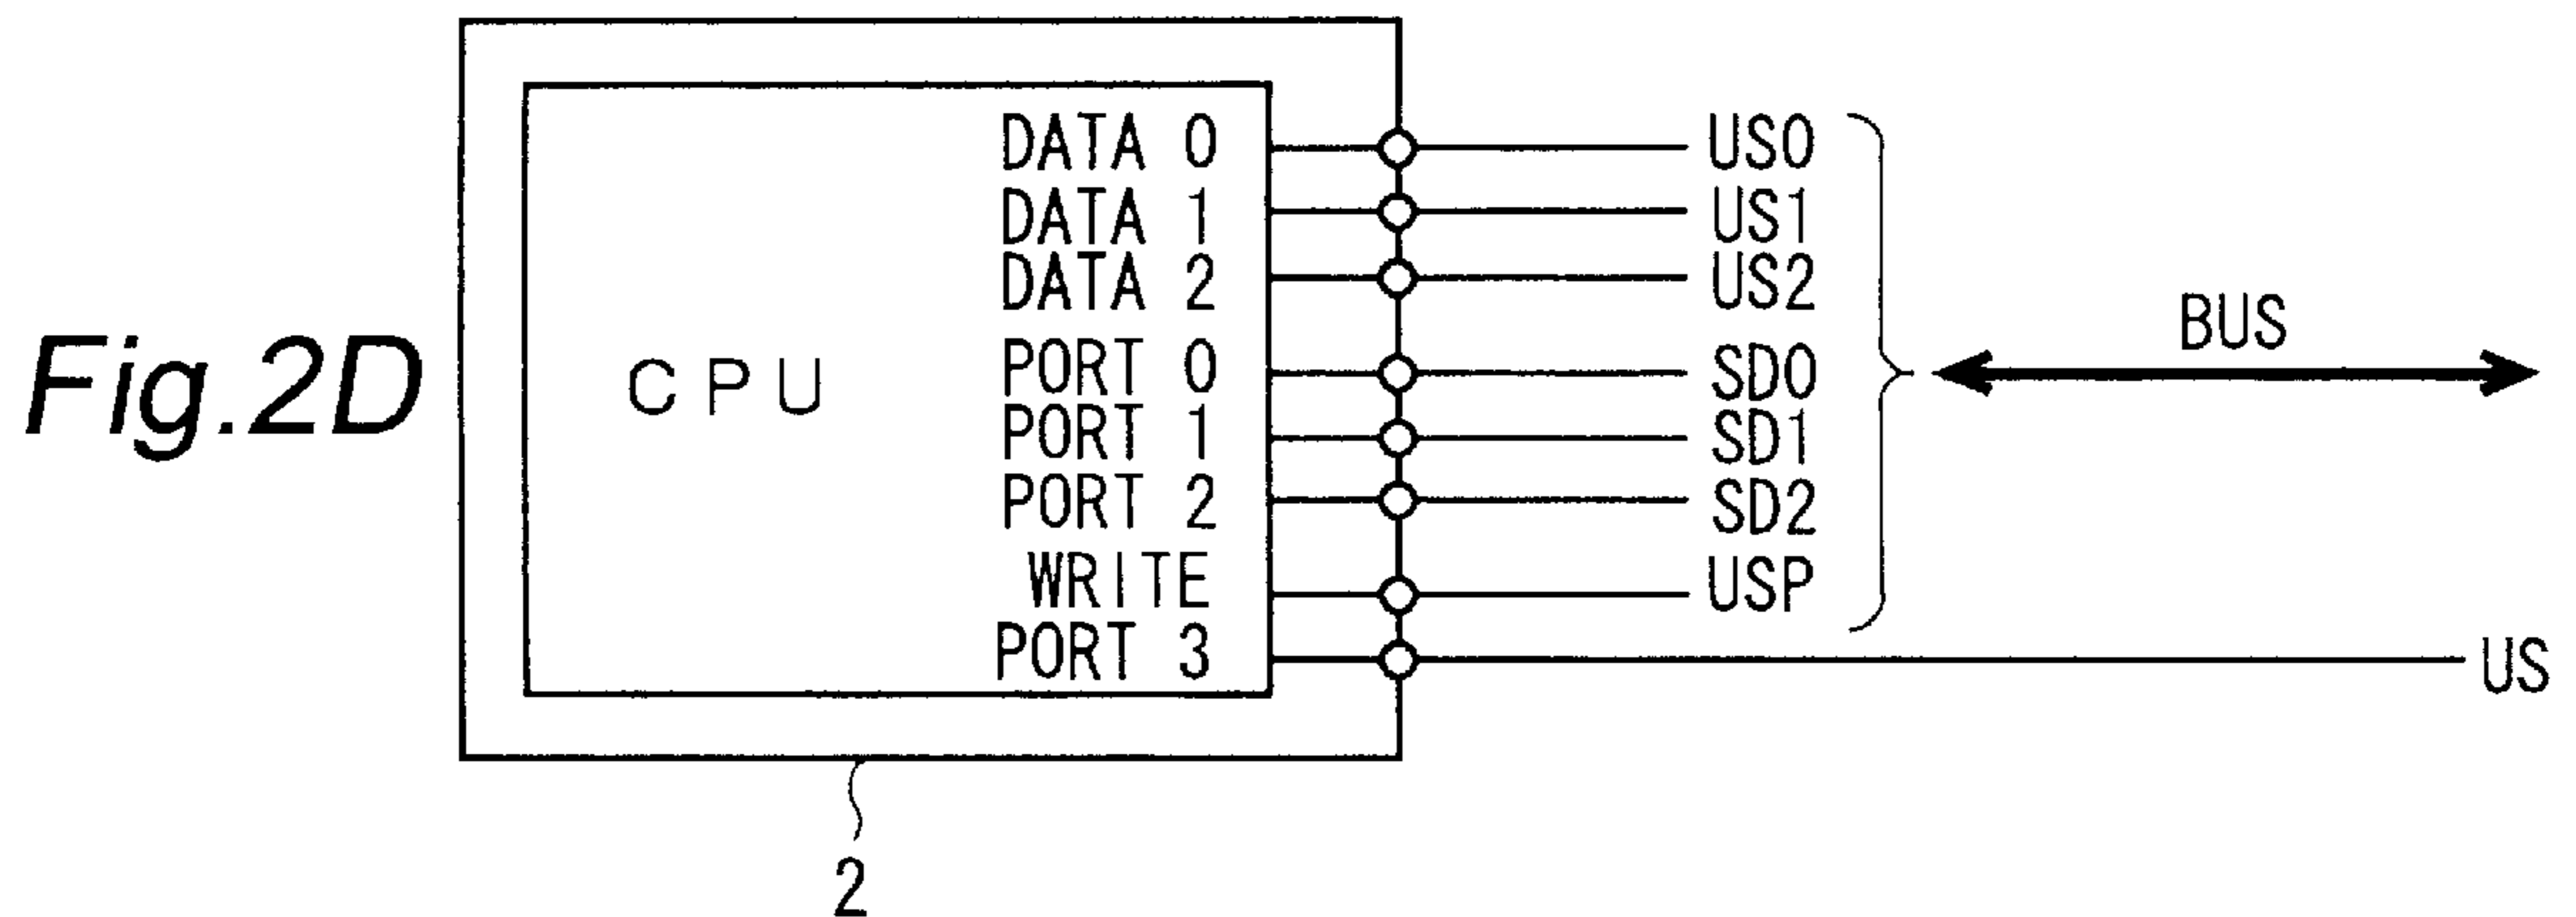 Fig.2D
CPU
DATA 0
DATA 1
DATA 2
PORT 0
PORT 1
PORT 2
WRITE
PORT 3
US0
US1
US2
SD0
SD1
SD2
USP
BUS
US
2